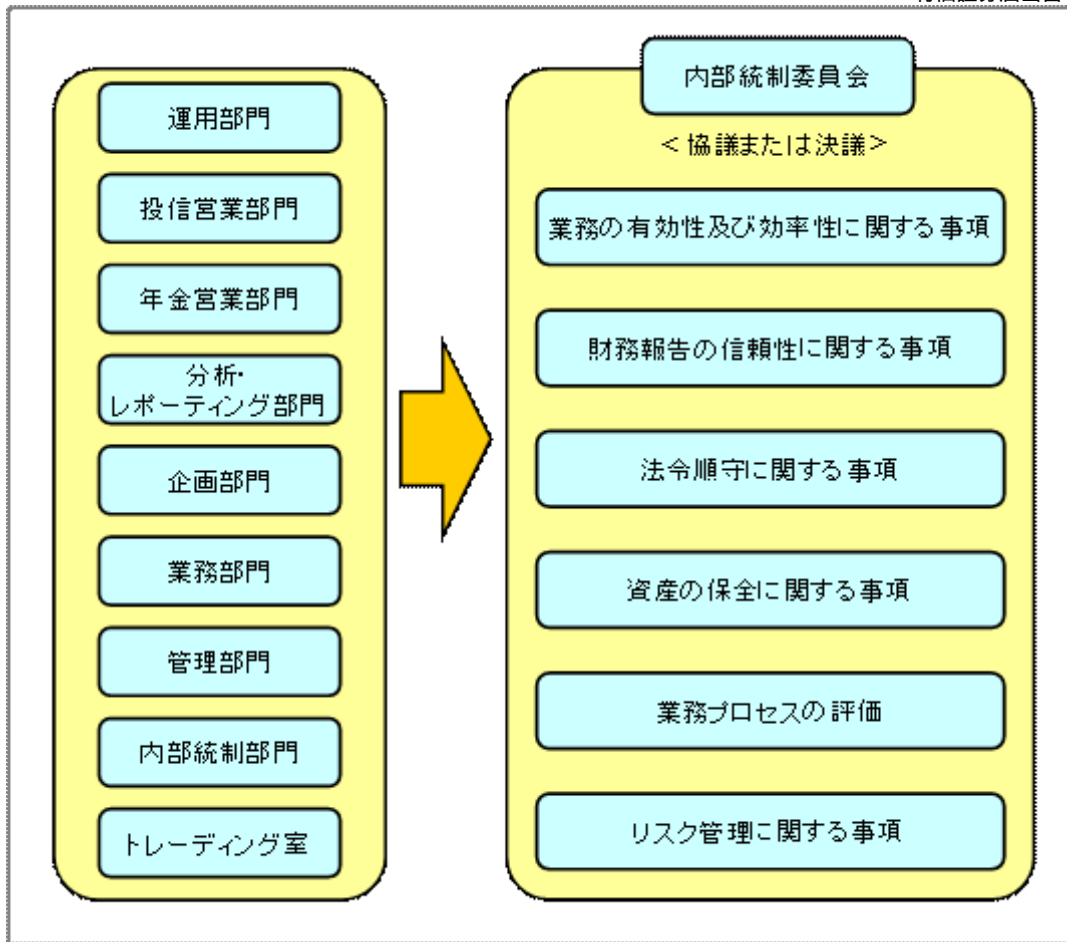 運用部門
投信営業部門
年金営業部門
分析・
レポーティング部門
企画部門
業務部門
管理部門
内部統制部門
トレーディング室
内部統制委員会
<協議または決議>
業務の有効性及び効率性に関する事項
財務報告の信頼性に関する事項
法令順守に関する事項
資産の保全に関する事項
業務プロセスの評価
リスク管理に関する事項